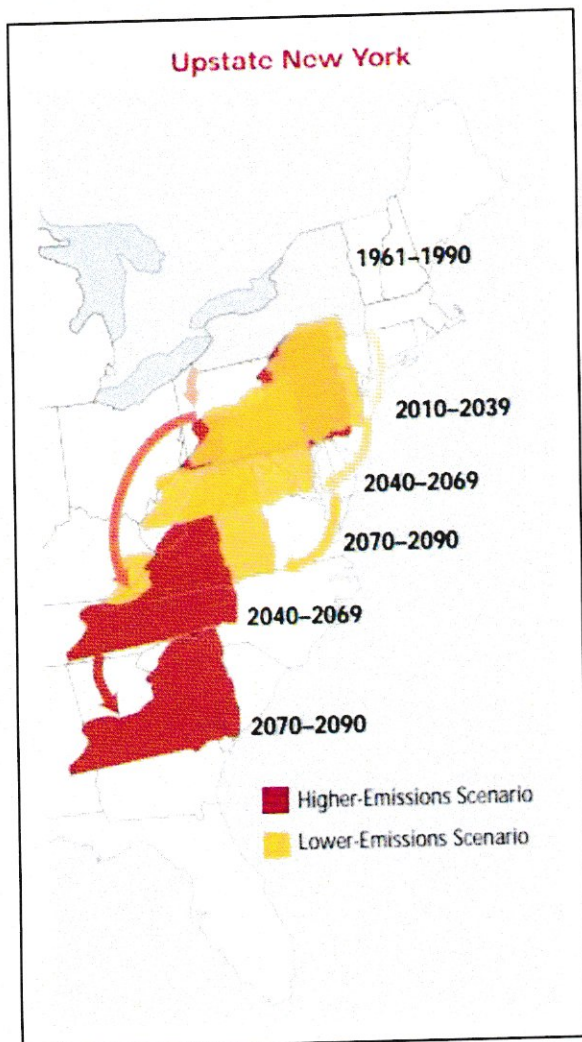 Upstate New York
1961–1990
2010–2039
2040–2069
2070–2090
2040–2069
2070–2090
Higher-Emissions Scenario
Lower-Emissions Scenario